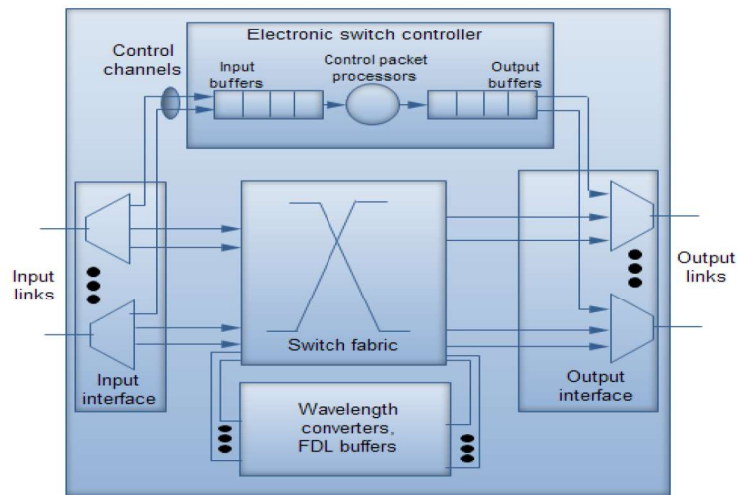 Electronic switch controller
Control
channels
Input
buffers
Control packet
processors
Output
buffers
Input
links
Output
links
Switch fabric
Input
interface
Output
interface
Wavelength
converters,
FDL buffers